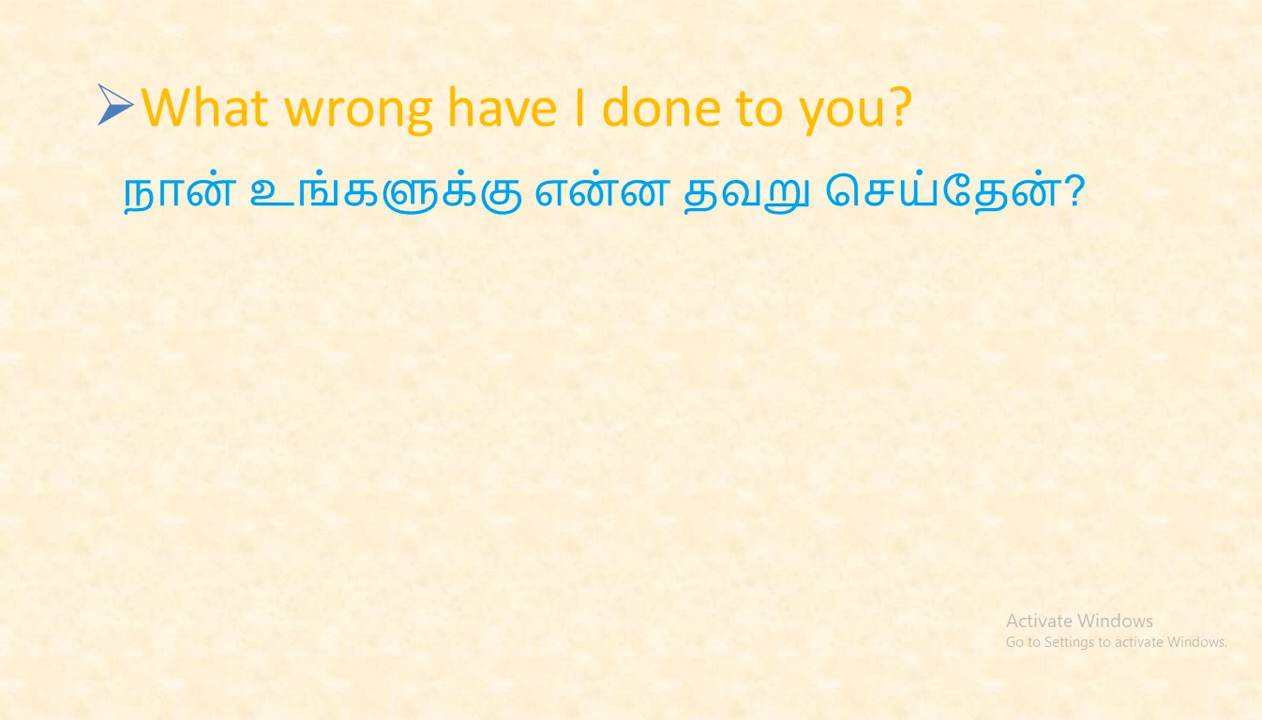 What wrong have I done to you?
நான் உங்களுக்கு என்ன தவறு செய்தேன்?
Activate Windows
Go to Settings to activate Windows.